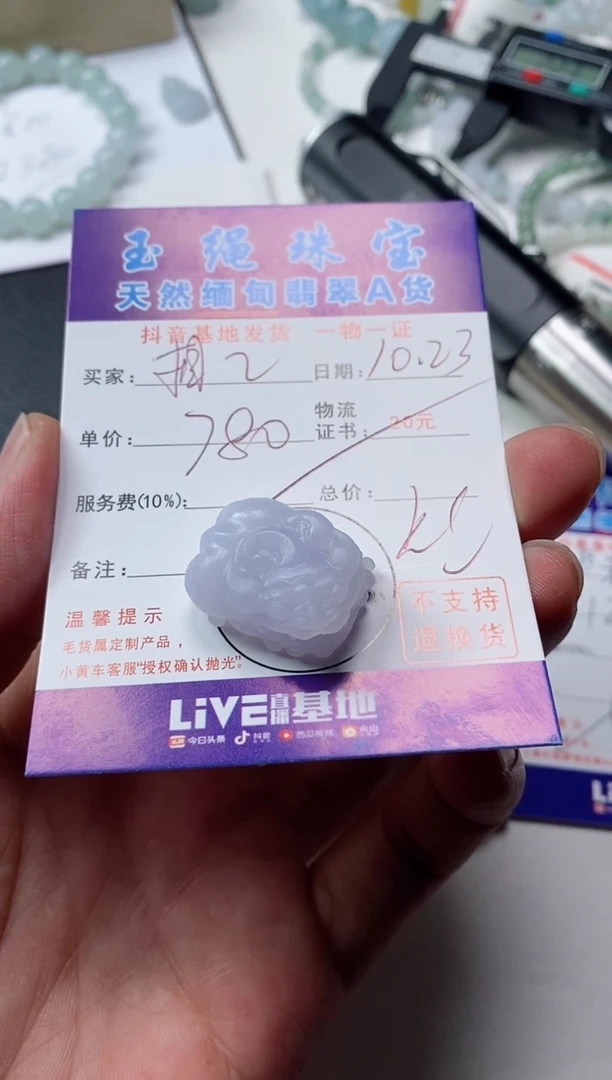 玉绳珠宝
天然缅甸翡翠A货
抖音基地发货 一物一证
买家：
日期：10.23
单价：780
物流
证书：20元
服务费(10%)：
总价：
备注：
温馨提示
毛货属定制产品，
小黄车客服“授权确认抛光”。
不支持
退换货
LiVE直播基地
今日头条 抖音 西瓜视频 火山